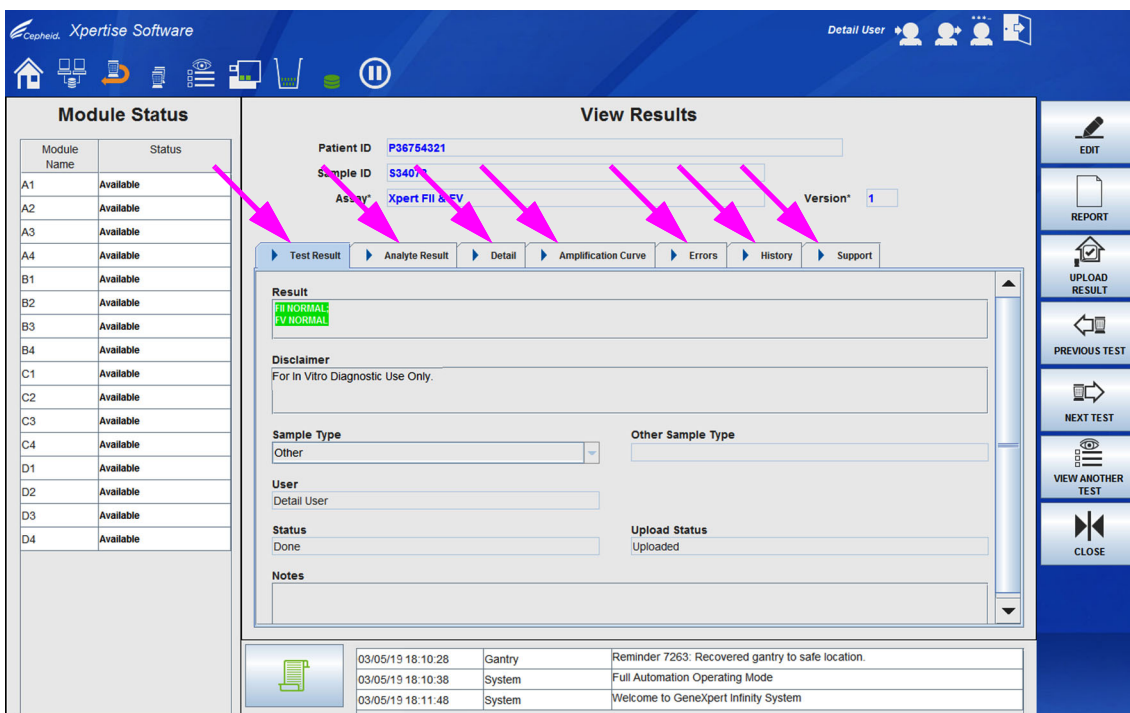 Cepheid. Xpertise Software
Detail User
Module Status
Module Name Status
A1 Available
A2 Available
A3 Available
A4 Available
B1 Available
B2 Available
B3 Available
B4 Available
C1 Available
C2 Available
C3 Available
C4 Available
D1 Available
D2 Available
D3 Available
D4 Available
View Results
Patient ID P36754321
Sample ID
Assay* Xpert FII & FV Version* 1
Test Result Analyte Result Detail Amplification Curve Errors History Support
Result
FII NORMAL;
FV NORMAL
Disclaimer
For In Vitro Diagnostic Use Only.
Sample Type Other Sample Type
Other
User
Detail User
Status Upload Status
Done Uploaded
Notes
03/05/19 18:10:28 Gantry Reminder 7263: Recovered gantry to safe location.
03/05/19 18:10:38 System Full Automation Operating Mode
03/05/19 18:11:48 System Welcome to GeneXpert Infinity System
EDIT
REPORT
UPLOAD
RESULT
PREVIOUS TEST
NEXT TEST
VIEW ANOTHER
TEST
CLOSE